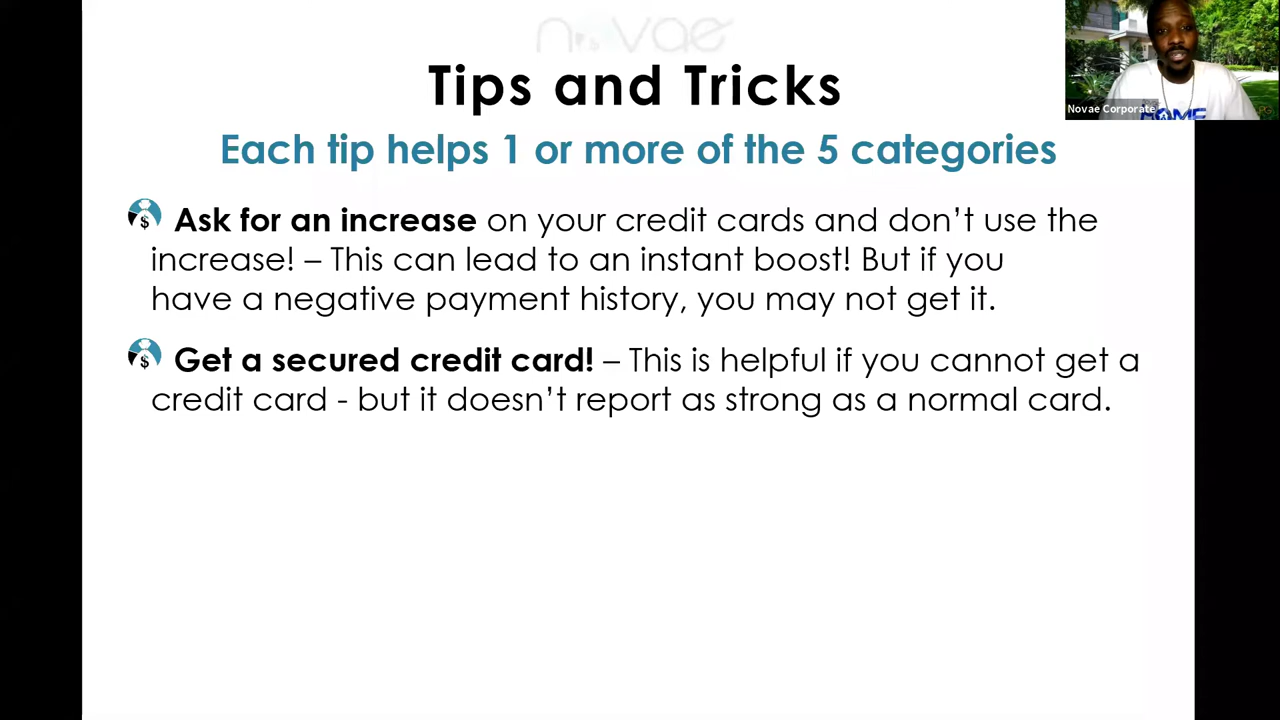 novae
Tips and Tricks
Each tip helps 1 or more of the 5 categories
Ask for an increase on your credit cards and don’t use the
increase! – This can lead to an instant boost! But if you
have a negative payment history, you may not get it.
Get a secured credit card! – This is helpful if you cannot get a
credit card - but it doesn’t report as strong as a normal card.
Novae Corporate